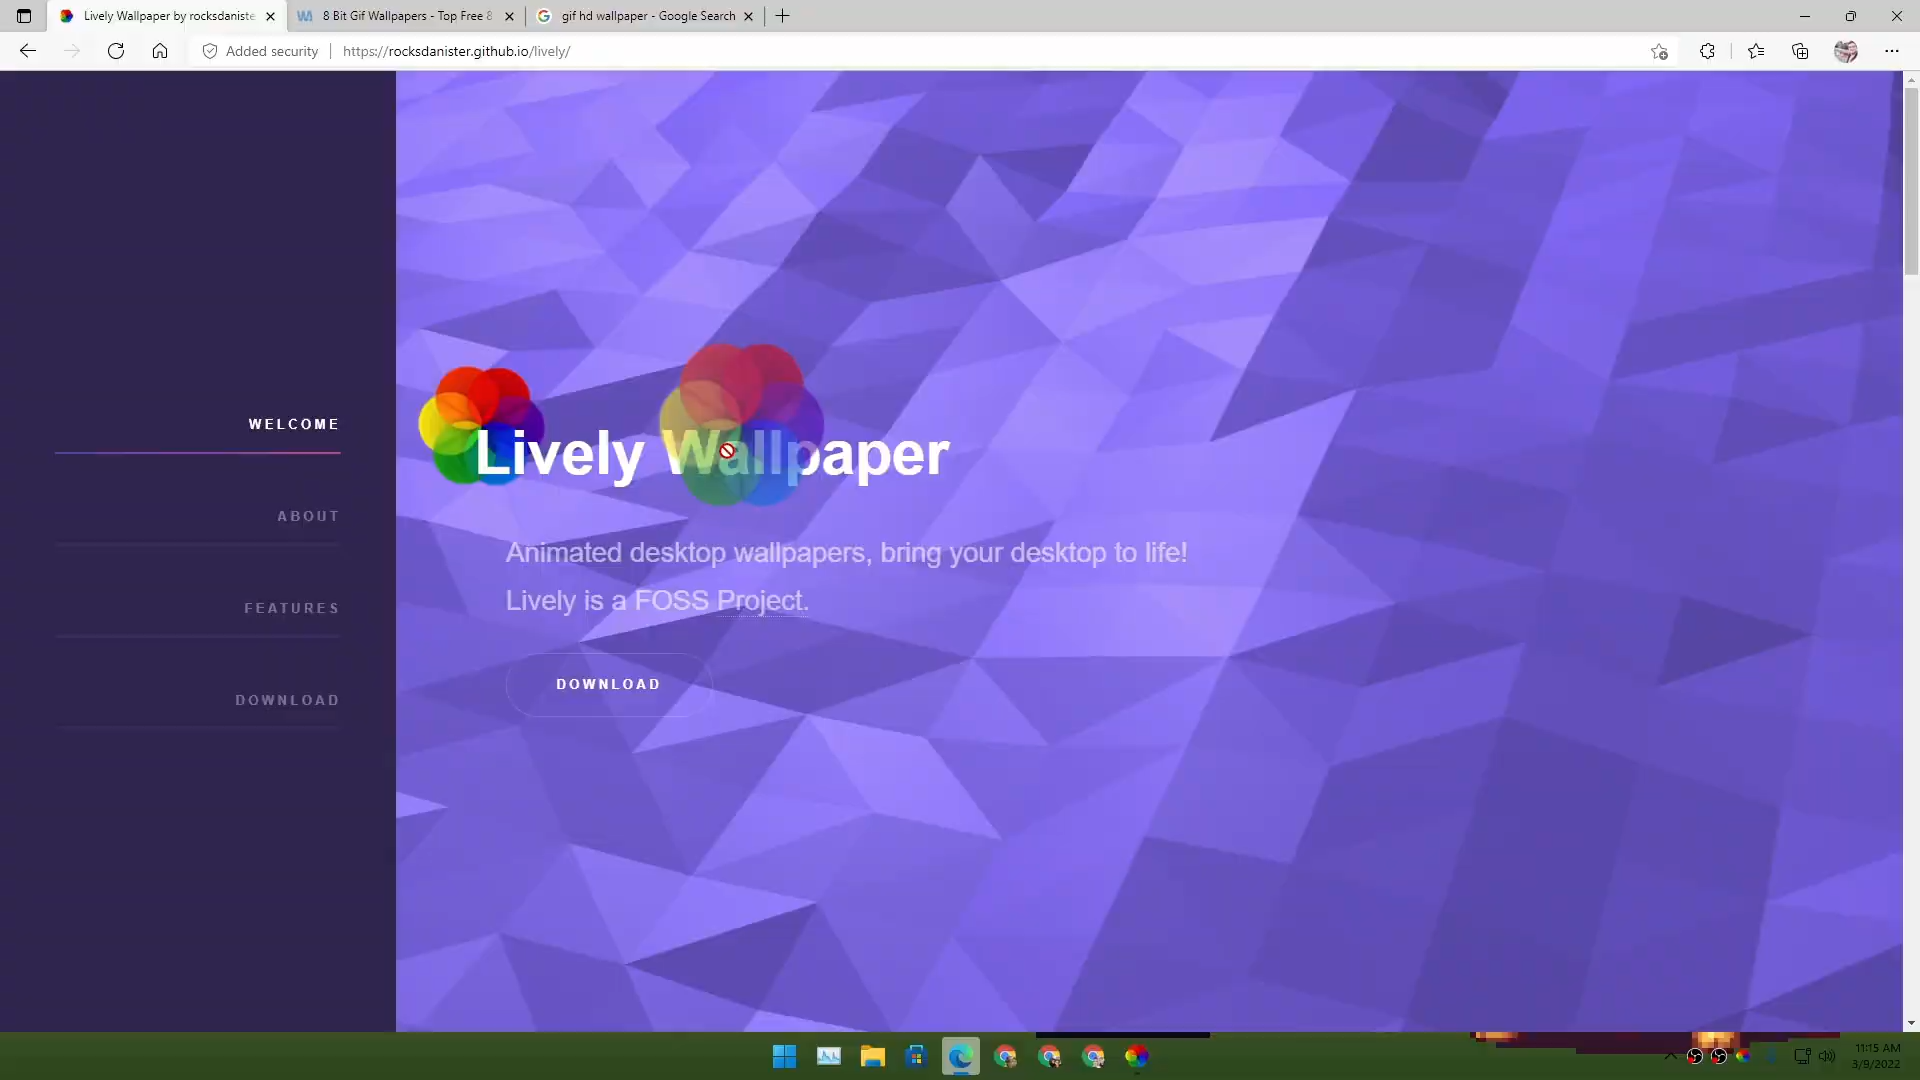 Lively Wallpaper by rocksdaniste
8 Bit Gif Wallpapers - Top Free 8
gif hd wallpaper - Google Search
Added security
https://rocksdanister.github.io/lively/
WELCOME
ABOUT
FEATURES
DOWNLOAD
Lively Wallpaper
Animated desktop wallpapers, bring your desktop to life!
Lively is a FOSS Project.
DOWNLOAD
11:15 AM
3/9/2022